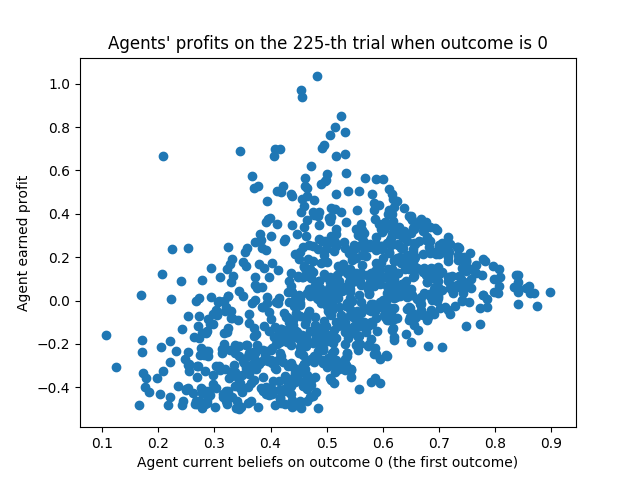 Agents' profits on the 225-th trial when outcome is 0
1.0
0.8
0.6
0.4
0.2
0.0
−0.2
−0.4
Agent earned profit
0.1 0.2 0.3 0.4 0.5 0.6 0.7 0.8 0.9
Agent current beliefs on outcome 0 (the first outcome)